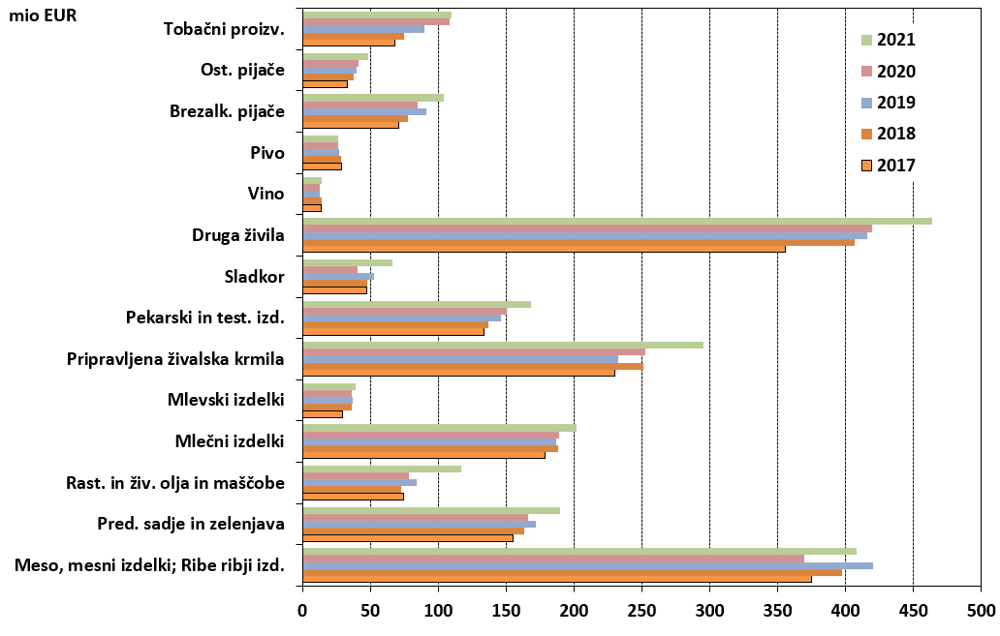 mio EUR
Tobačni proizv.
Ost. pijače
Brezalk. pijače
Pivo
Vino
Druga živila
Sladkor
Pekarski in test. izd.
Pripravljena živalska krmila
Mlevski izdelki
Mlečni izdelki
Rast. in živ. olja in maščobe
Pred. sadje in zelenjava
Meso, mesni izdelki; Ribe ribji izd.
2021
2020
2019
2018
2017
0 50 100 150 200 250 300 350 400 450 500